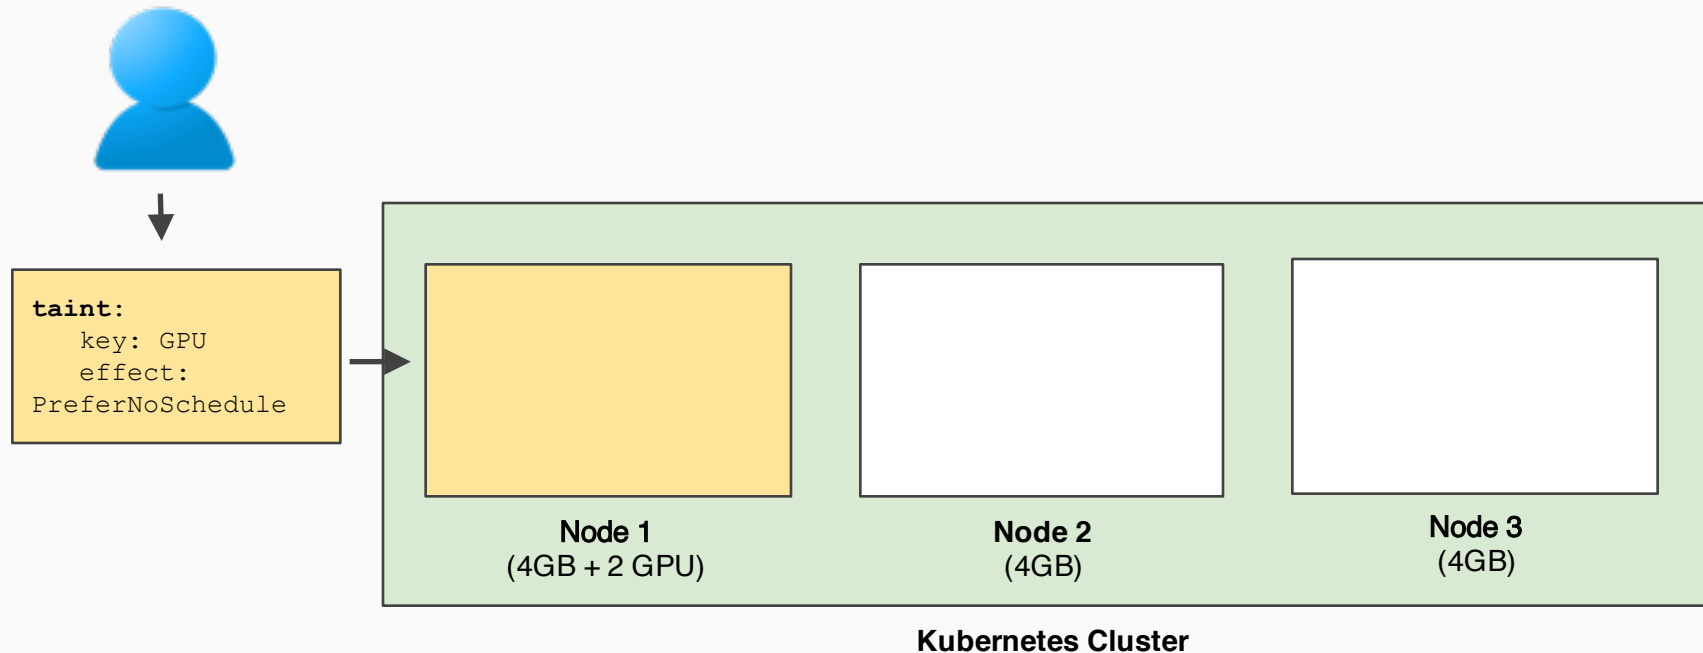 taint:
key: GPU
effect:
PreferNoSchedule
Node 1
(4GB + 2 GPU)
Node 2
(4GB)
Node 3
(4GB)
Kubernetes Cluster